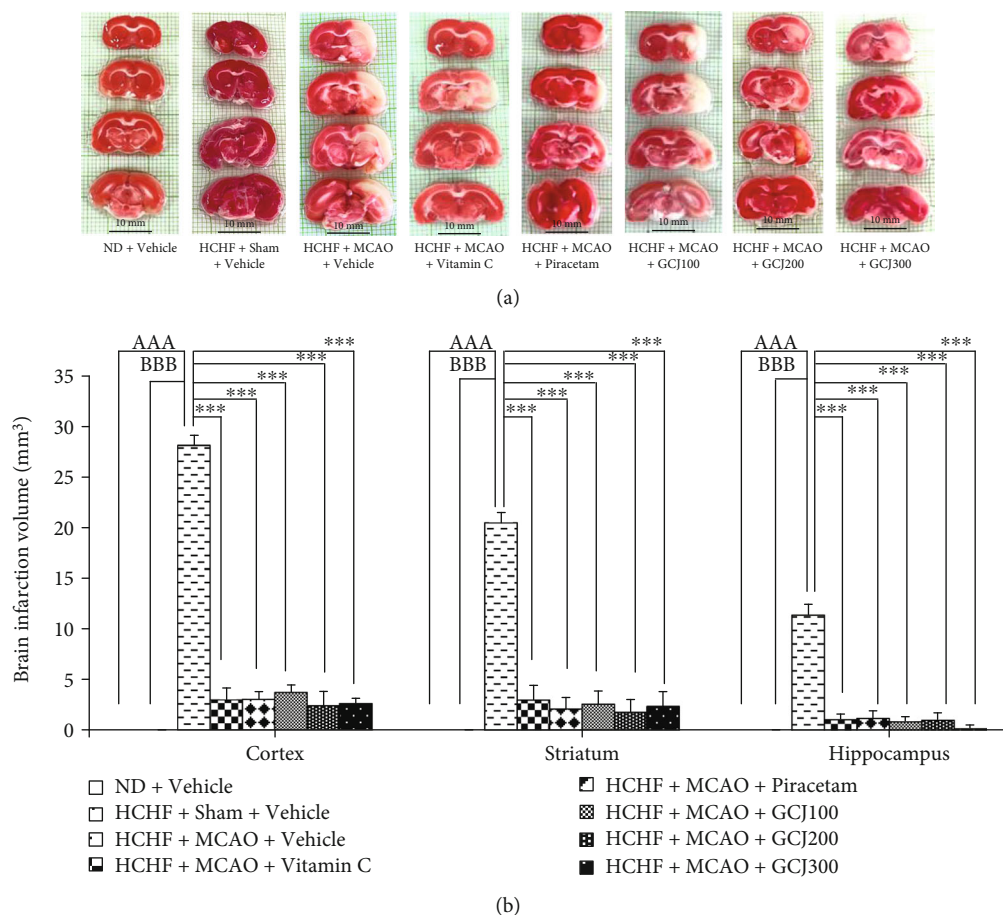 10 mm 10 mm 10 mm 10 mm 10 mm 10 mm 10 mm 10 mm
ND + Vehicle HCHF + Sham HCHF + MCAO HCHF + MCAO HCHF + MCAO HCHF + MCAO HCHF + MCAO HCHF + MCAO
+ Vehicle + Vehicle + Vitamin C + Piracetam + GCJ100 + GCJ200 + GCJ300
(a)
AAA *** AAA *** AAA ***
BBB *** BBB *** BBB ***
*** *** ***
*** *** ***
*** *** ***
35
30
25
20
15
10
5
0
Brain infarction volume (mm³)
Cortex Striatum Hippocampus
ND + Vehicle
HCHF + Sham + Vehicle
HCHF + MCAO + Vehicle
HCHF + MCAO + Vitamin C
HCHF + MCAO + Piracetam
HCHF + MCAO + GCJ100
HCHF + MCAO + GCJ200
HCHF + MCAO + GCJ300
(b)